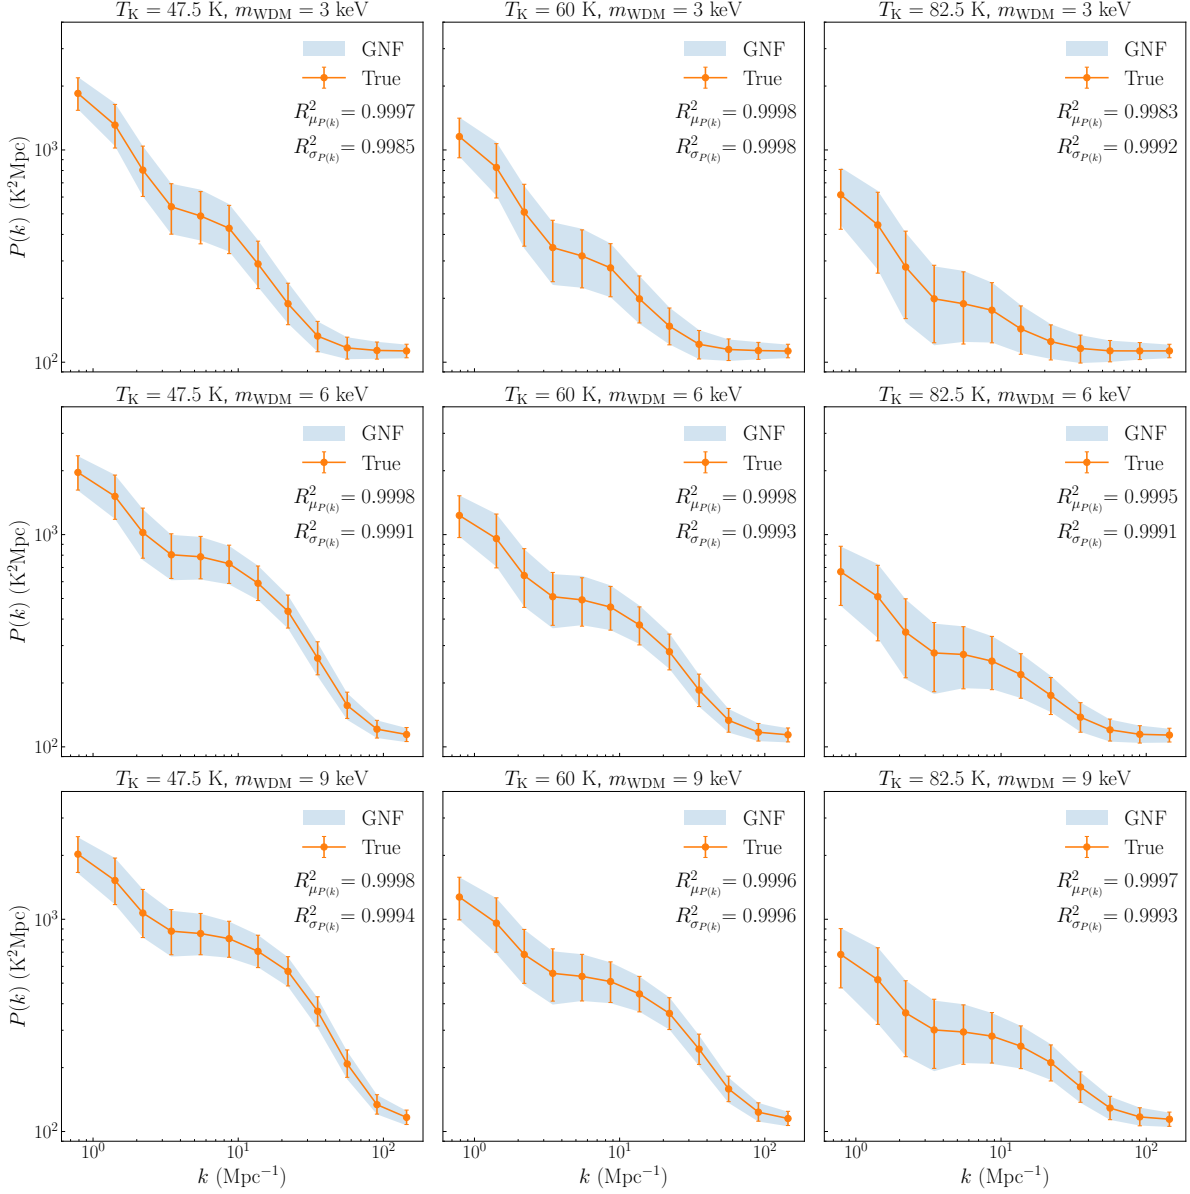 T_K = 47.5 K, m_WDM = 3 keV
T_K = 60 K, m_WDM = 3 keV
T_K = 82.5 K, m_WDM = 3 keV
GNF
True
R²_μP(k) = 0.9997
R²_σP(k) = 0.9985
GNF
True
R²_μP(k) = 0.9998
R²_σP(k) = 0.9998
GNF
True
R²_μP(k) = 0.9983
R²_σP(k) = 0.9992
P(k) (K²Mpc)
10³
10²
T_K = 47.5 K, m_WDM = 6 keV
T_K = 60 K, m_WDM = 6 keV
T_K = 82.5 K, m_WDM = 6 keV
GNF
True
R²_μP(k) = 0.9998
R²_σP(k) = 0.9991
GNF
True
R²_μP(k) = 0.9998
R²_σP(k) = 0.9993
GNF
True
R²_μP(k) = 0.9995
R²_σP(k) = 0.9991
P(k) (K²Mpc)
10³
10²
T_K = 47.5 K, m_WDM = 9 keV
T_K = 60 K, m_WDM = 9 keV
T_K = 82.5 K, m_WDM = 9 keV
GNF
True
R²_μP(k) = 0.9998
R²_σP(k) = 0.9994
GNF
True
R²_μP(k) = 0.9996
R²_σP(k) = 0.9996
GNF
True
R²_μP(k) = 0.9997
R²_σP(k) = 0.9993
P(k) (K²Mpc)
10³
10²
10⁰ 10¹ 10²
10⁰ 10¹ 10²
10⁰ 10¹ 10²
k (Mpc⁻¹)
k (Mpc⁻¹)
k (Mpc⁻¹)